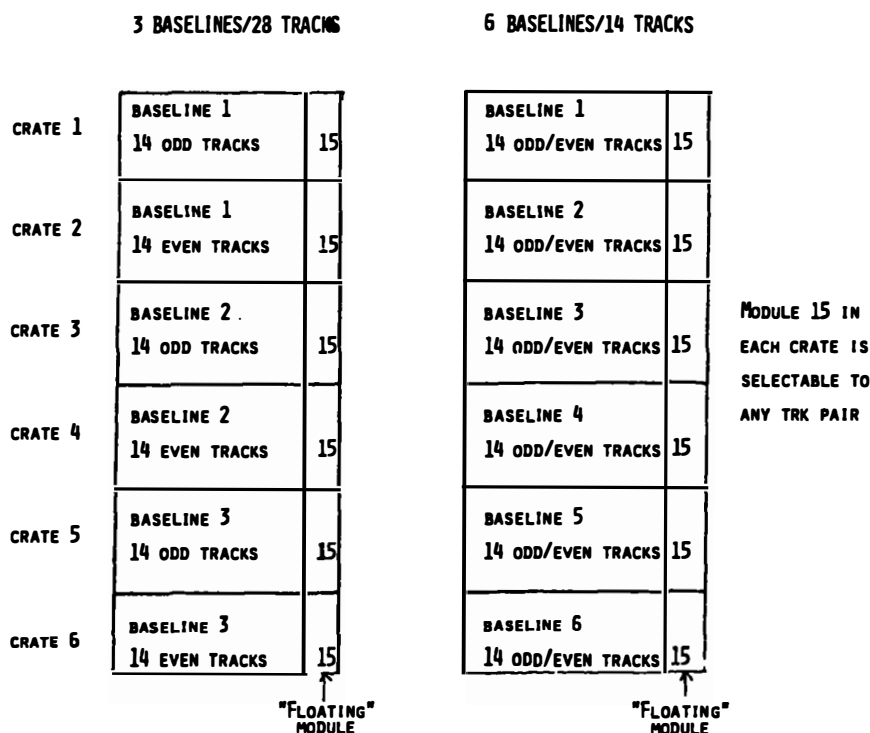 3 BASELINES/28 TRACKS
6 BASELINES/14 TRACKS
CRATE 1
BASELINE 1
14 ODD TRACKS
15
BASELINE 1
14 ODD/EVEN TRACKS
15
CRATE 2
BASELINE 1
14 EVEN TRACKS
15
BASELINE 2
14 ODD/EVEN TRACKS
15
CRATE 3
BASELINE 2
14 ODD TRACKS
15
BASELINE 3
14 ODD/EVEN TRACKS
15
CRATE 4
BASELINE 2
14 EVEN TRACKS
15
BASELINE 4
14 ODD/EVEN TRACKS
15
CRATE 5
BASELINE 3
14 ODD TRACKS
15
BASELINE 5
14 ODD/EVEN TRACKS
15
CRATE 6
BASELINE 3
14 EVEN TRACKS
15
BASELINE 6
14 ODD/EVEN TRACKS
15
MODULE 15 IN
EACH CRATE IS
SELECTABLE TO
ANY TRK PAIR
"FLOATING"
MODULE
"FLOATING"
MODULE